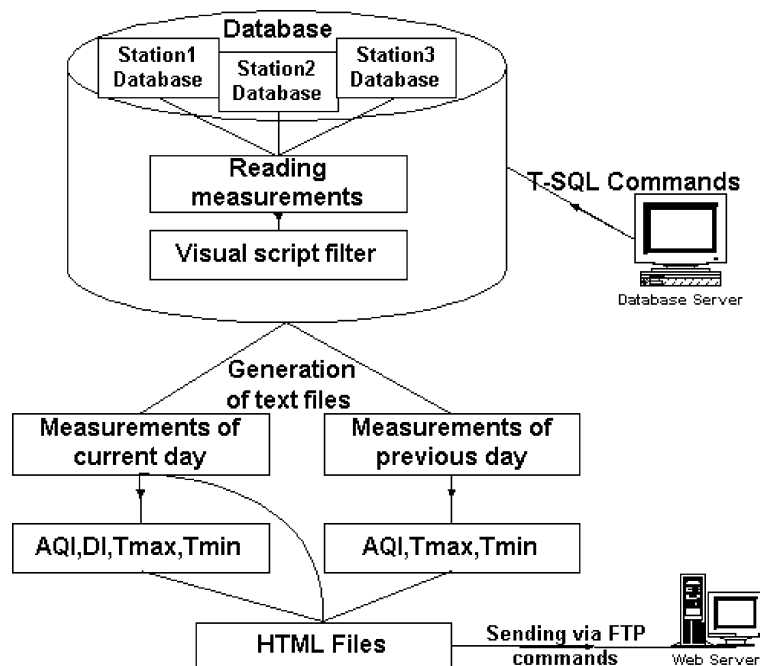 Database
Station1
Database
Station2
Database
Station3
Database
Reading
measurements
Visual script filter
T-SQL Commands
Database Server
Generation
of text files
Measurements of
current day
Measurements of
previous day
AQI,DI,Tmax,Tmin
AQI,Tmax,Tmin
HTML Files
Sending via FTP
commands
Web Server